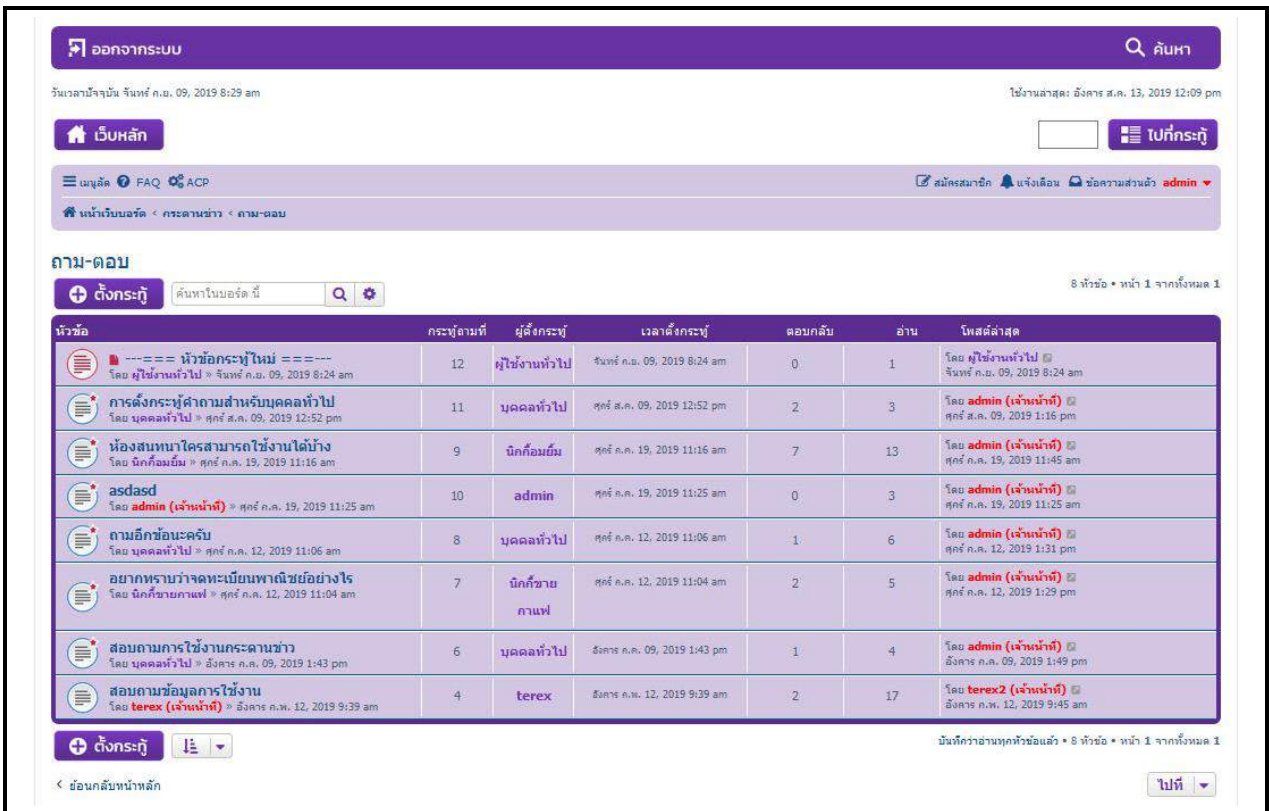 ออกจากระบบ ค้นหา
วันเวลาปัจจุบัน จันทร์ ก.ย. 09, 2019 8:29 am ใช้งานล่าสุด: อังคาร ส.ค. 13, 2019 12:09 pm
เว็บหลัก ไปที่กระทู้
เมนูลัด FAQ ACP สมัครสมาชิก แจ้งเตือน ข้อความส่วนตัว admin
หน้าเว็บบอร์ด ‹ กระดานข่าว ‹ ถาม-ตอบ
ถาม-ตอบ
ตั้งกระทู้ ค้นหาในบอร์ด นี้ 8 หัวข้อ • หน้า 1 จากทั้งหมด 1
หัวข้อ กระทู้ถามที่ ผู้ตั้งกระทู้ เวลาตั้งกระทู้ ตอบกลับ อ่าน โพสต์ล่าสุด
---=== หัวข้อกระทู้ใหม่ ===--- 12 ผู้ใช้งานทั่วไป จันทร์ ก.ย. 09, 2019 8:24 am 0 1 โดย ผู้ใช้งานทั่วไป
โดย ผู้ใช้งานทั่วไป » จันทร์ ก.ย. 09, 2019 8:24 am จันทร์ ก.ย. 09, 2019 8:24 am
การตั้งกระทู้คำถามสำหรับบุคคลทั่วไป 11 บุคคลทั่วไป ศุกร์ ส.ค. 09, 2019 12:52 pm 2 3 โดย admin (เจ้าหน้าที่)
โดย บุคคลทั่วไป » ศุกร์ ส.ค. 09, 2019 12:52 pm ศุกร์ ส.ค. 09, 2019 1:16 pm
ห้องสนทนาใครสามารถใช้งานได้บ้าง 9 นิกกี้อมยิ้ม ศุกร์ ก.ค. 19, 2019 11:16 am 7 13 โดย admin (เจ้าหน้าที่)
โดย นิกกี้อมยิ้ม » ศุกร์ ก.ค. 19, 2019 11:16 am ศุกร์ ก.ค. 19, 2019 11:45 am
asdasd 10 admin ศุกร์ ก.ค. 19, 2019 11:25 am 0 3 โดย admin (เจ้าหน้าที่)
โดย admin (เจ้าหน้าที่) » ศุกร์ ก.ค. 19, 2019 11:25 am ศุกร์ ก.ค. 19, 2019 11:25 am
ถามอีกข้อนะครับ 8 บุคคลทั่วไป ศุกร์ ก.ค. 12, 2019 11:06 am 1 6 โดย admin (เจ้าหน้าที่)
โดย บุคคลทั่วไป » ศุกร์ ก.ค. 12, 2019 11:06 am ศุกร์ ก.ค. 12, 2019 1:31 pm
อยากทราบว่าจดทะเบียนพาณิชย์อย่างไร 7 นิกกี้ขาย ศุกร์ ก.ค. 12, 2019 11:04 am 2 5 โดย admin (เจ้าหน้าที่)
โดย นิกกี้ขายกาแฟ » ศุกร์ ก.ค. 12, 2019 11:04 am ศุกร์ ก.ค. 12, 2019 1:29 pm
กาแฟ
สอบถามการใช้งานกระดานข่าว 6 บุคคลทั่วไป อังคาร ก.ค. 09, 2019 1:43 pm 1 4 โดย admin (เจ้าหน้าที่)
โดย บุคคลทั่วไป » อังคาร ก.ค. 09, 2019 1:43 pm อังคาร ก.ค. 09, 2019 1:49 pm
สอบถามข้อมูลการใช้งาน 4 terex อังคาร ก.พ. 12, 2019 9:39 am 2 17 โดย terex2 (เจ้าหน้าที่)
โดย terex (เจ้าหน้าที่) » อังคาร ก.พ. 12, 2019 9:39 am อังคาร ก.พ. 12, 2019 9:45 am
ตั้งกระทู้ บันทึกว่าอ่านทุกหัวข้อแล้ว • 8 หัวข้อ • หน้า 1 จากทั้งหมด 1
‹ ย้อนกลับหน้าหลัก ไปที่